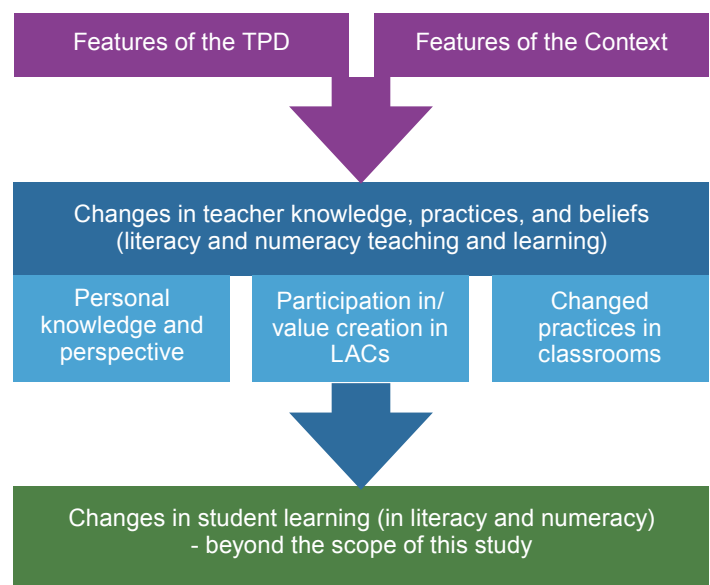 Features of the TPD
Features of the Context
Changes in teacher knowledge, practices, and beliefs
(literacy and numeracy teaching and learning)
Personal
knowledge and
perspective
Participation in/
value creation in
LACs
Changed
practices in
classrooms
Changes in student learning (in literacy and numeracy)
- beyond the scope of this study